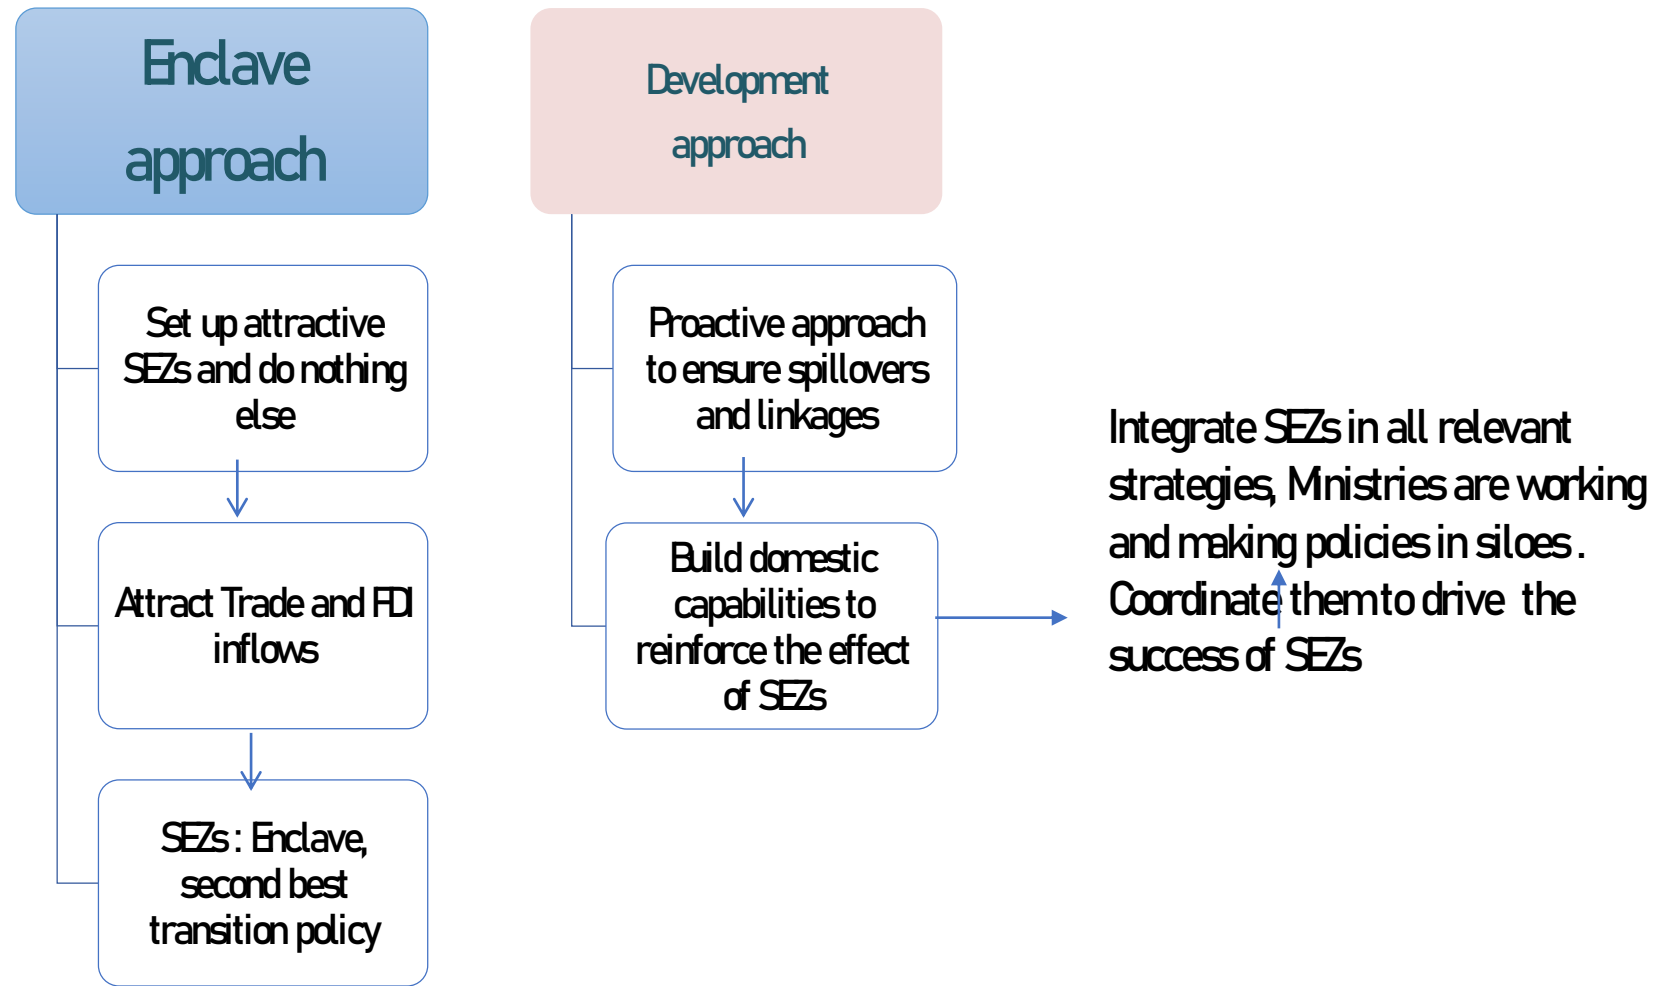 Enclave
approach
Set up attractive
SEZs and do nothing
else
Attract Trade and FDI
inflows
SEZs : Enclave,
second best
transition policy
Development
approach
Proactive approach
to ensure spillovers
and linkages
Build domestic
capabilities to
reinforce the effect
of SEZs
Integrate SEZs in all relevant
strategies, Ministries are working
and making policies in siloes .
Coordinate them to drive the
success of SEZs